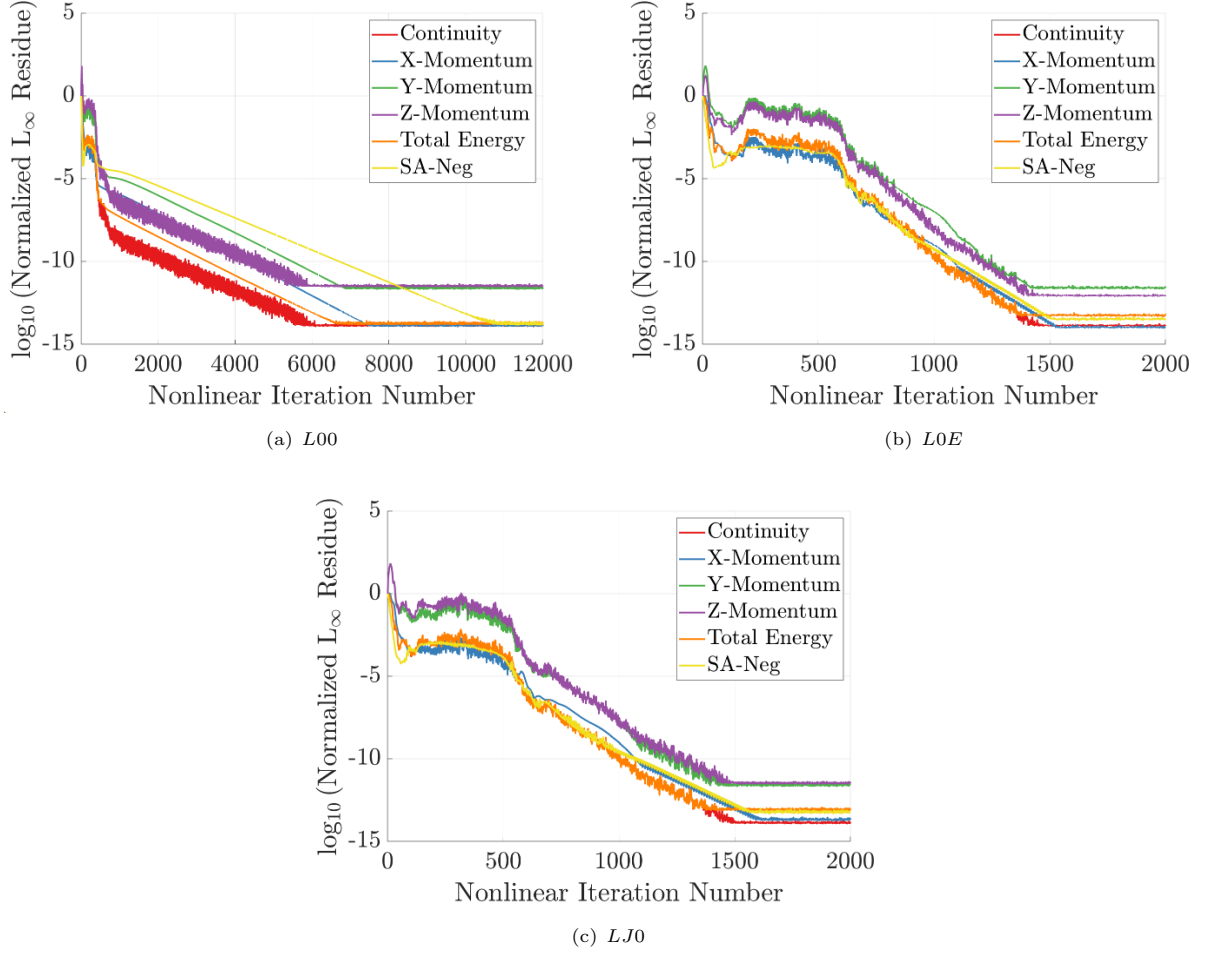 log₁₀ (Normalized L∞ Residue)
5
0
-5
-10
-15
Continuity
X-Momentum
Y-Momentum
Z-Momentum
Total Energy
SA-Neg
0 2000 4000 6000 8000 10000 12000
Nonlinear Iteration Number
(a) L00
log₁₀ (Normalized L∞ Residue)
5
0
-5
-10
-15
Continuity
X-Momentum
Y-Momentum
Z-Momentum
Total Energy
SA-Neg
0 500 1000 1500 2000
Nonlinear Iteration Number
(b) L0E
log₁₀ (Normalized L∞ Residue)
5
0
-5
-10
-15
Continuity
X-Momentum
Y-Momentum
Z-Momentum
Total Energy
SA-Neg
0 500 1000 1500 2000
Nonlinear Iteration Number
(c) LJ0